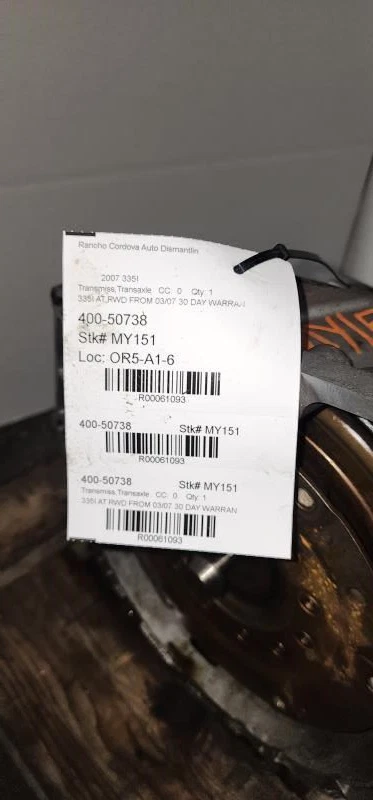 Rancho Cordova Auto Dismantlin
2007 335I
Transmiss,Transaxle CC: 0 Qty: 1
335I AT,RWD FROM 03/07 30 DAY WARRAN
400-50738
Stk# MY151
Loc: OR5-A1-6
R00061093
400-50738 Stk# MY151
R00061093
400-50738 Stk# MY151
Transmiss,Transaxle CC: 0 Qty: 1
335I AT,RWD FROM 03/07 30 DAY WARRAN
R00061093